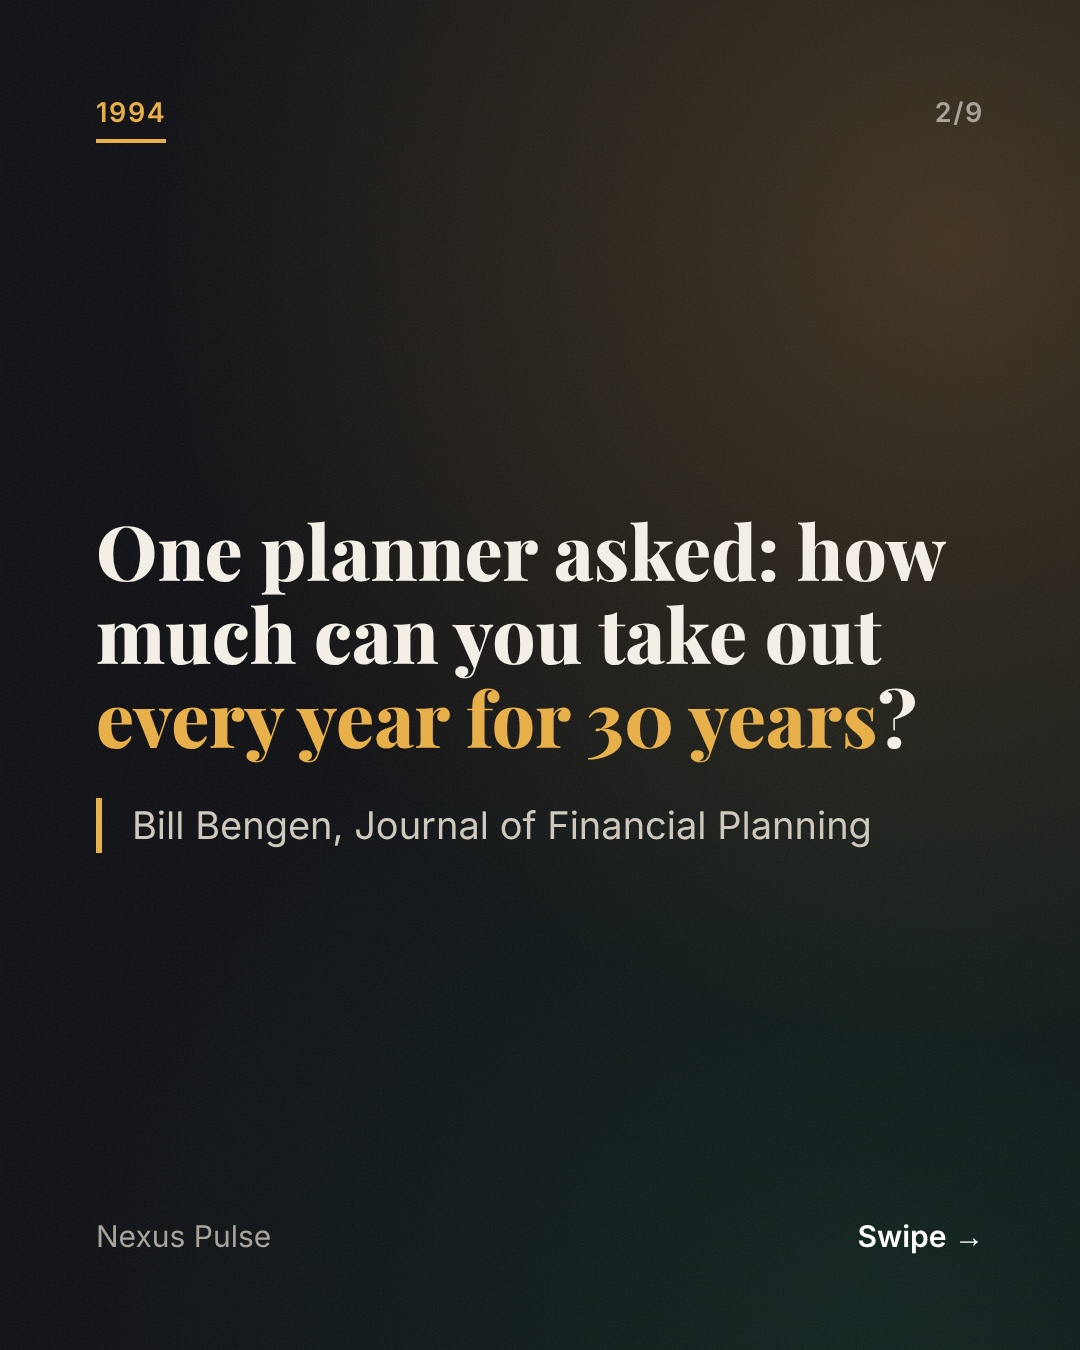 1994
2/9
One planner asked: how
much can you take out
every year for 30 years?
Bill Bengen, Journal of Financial Planning
Nexus Pulse
Swipe →